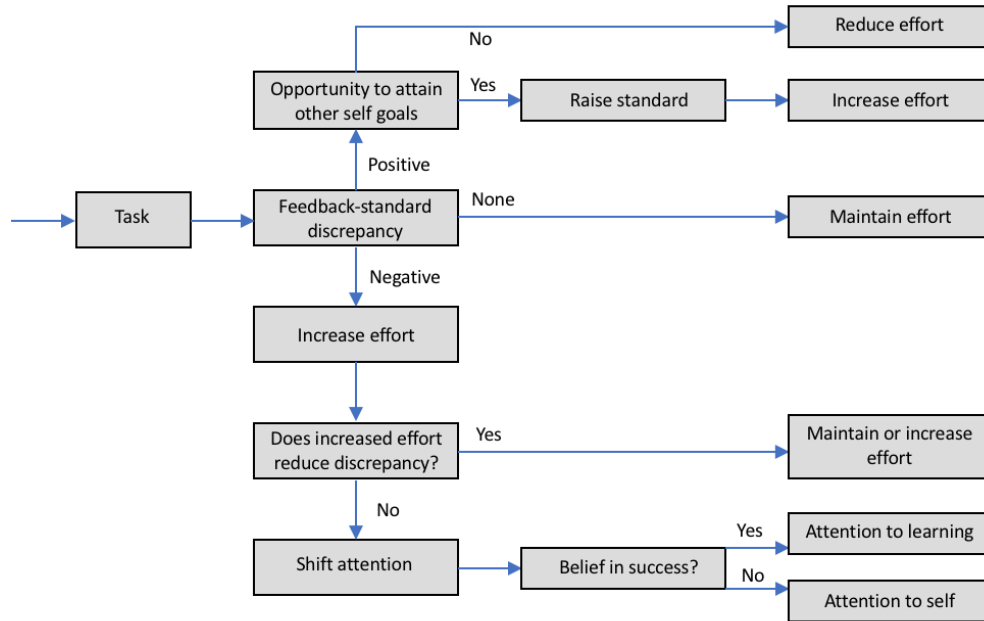 Reduce effort
No
Opportunity to attain
other self goals
Yes
Raise standard
Increase effort
Positive
Task
Feedback-standard
discrepancy
None
Maintain effort
Negative
Increase effort
Does increased effort
reduce discrepancy?
Yes
Maintain or increase
effort
No
Shift attention
Belief in success?
Yes
Attention to learning
No
Attention to self